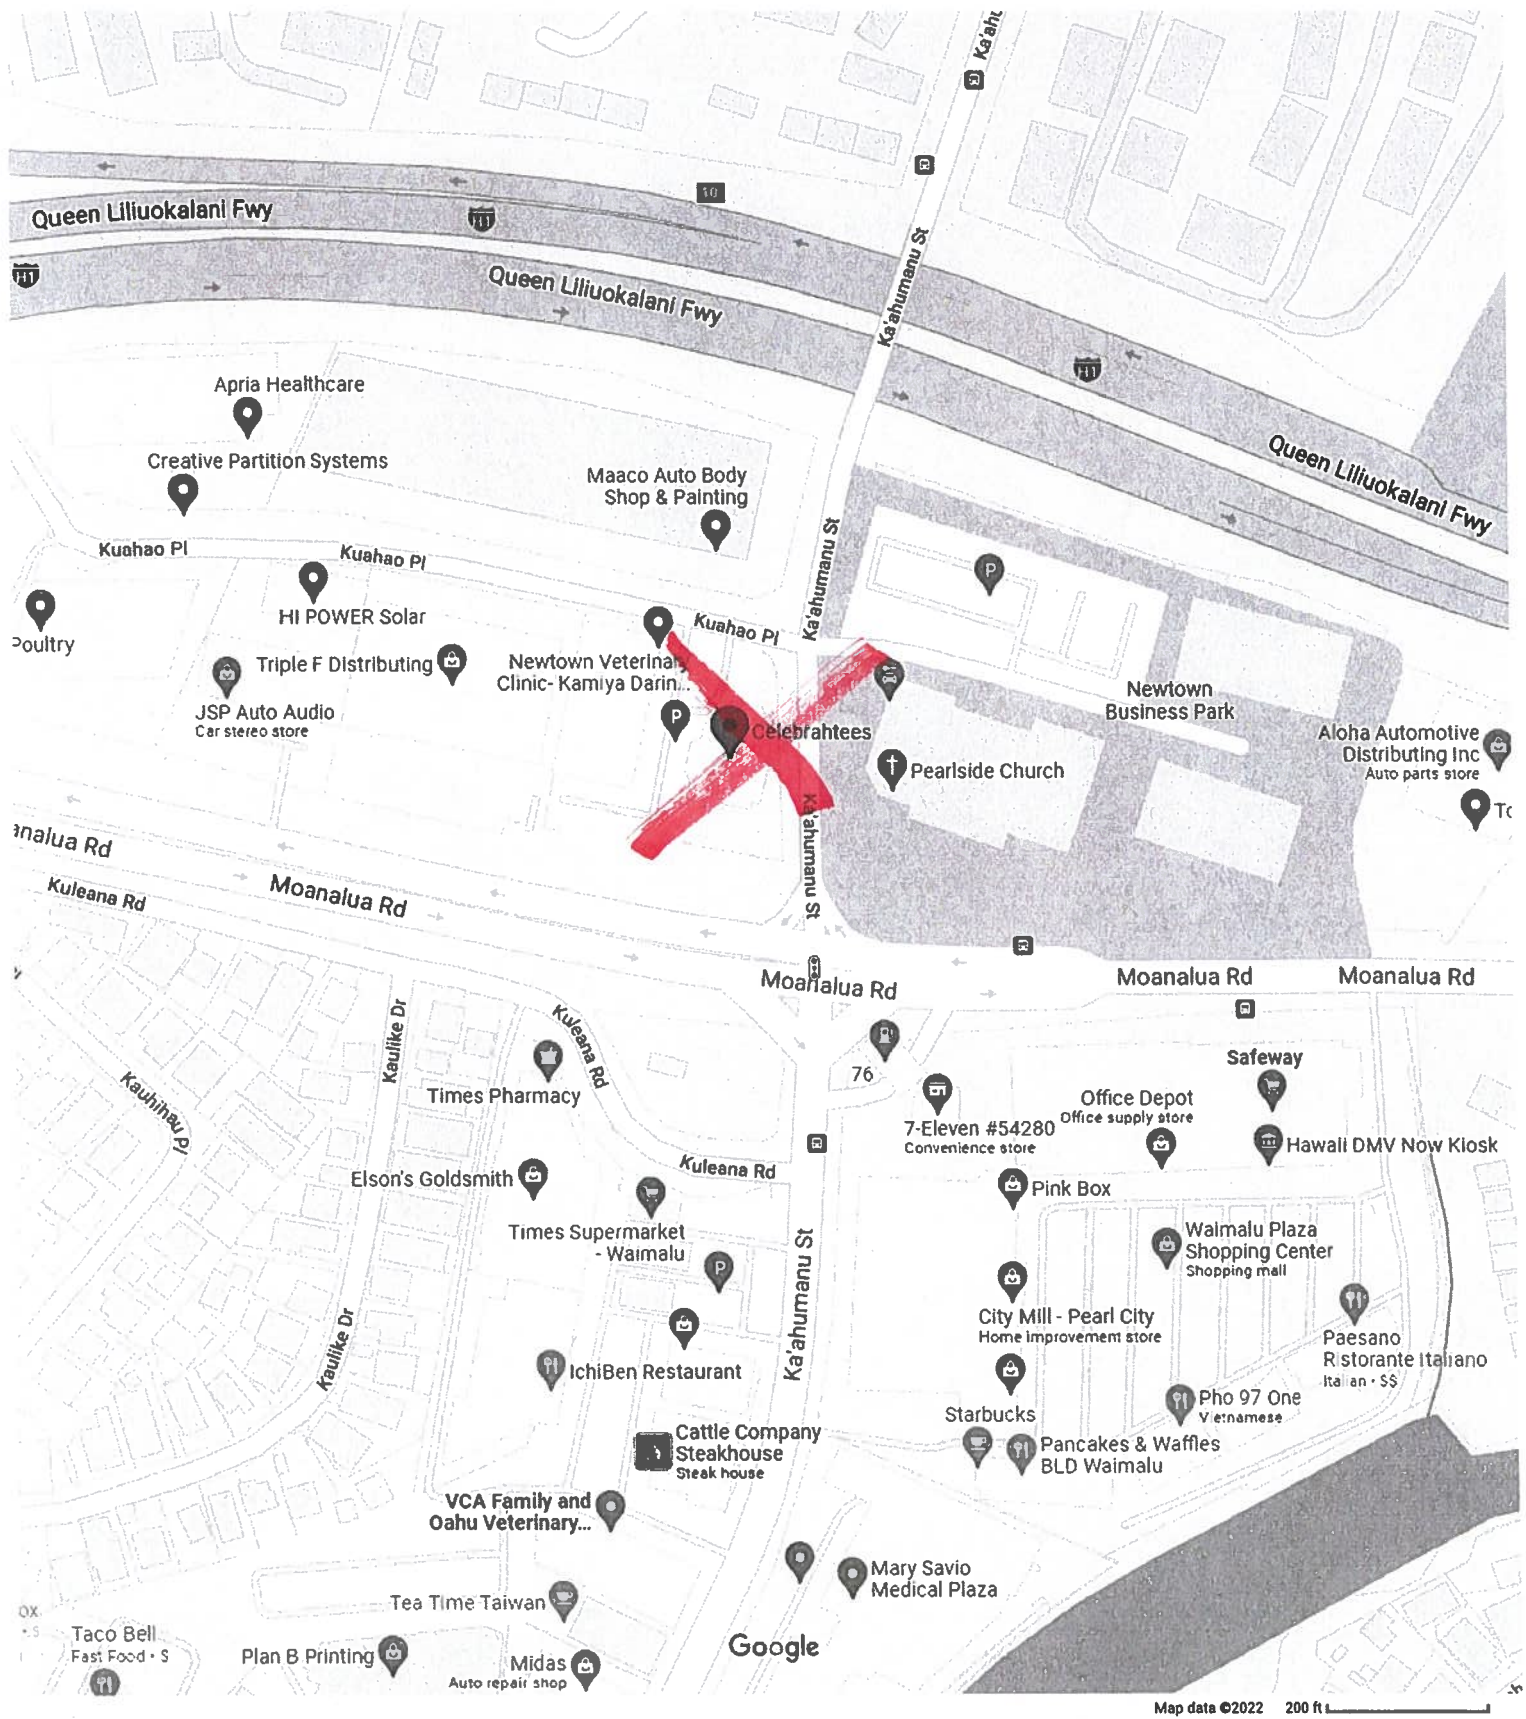 Ka'ahu
10
Queen Liliuokalani Fwy
H1
H1
Queen Liliuokalani Fwy
Ka'ahumanu St
H1
Queen Liliuokalani Fwy
Apria Healthcare
Creative Partition Systems
Maaco Auto Body
Shop & Painting
Ka'ahumanu St
Kuahao Pl
Kuahao Pl
P
HI POWER Solar
Kuahao Pl
Poultry
Triple F Distributing
Newtown Veterinary
Clinic- Kamiya Darin...
JSP Auto Audio
Car stereo store
P
Celebrahtees
Newtown
Business Park
Pearlside Church
Aloha Automotive
Distributing Inc
Auto parts store
To
Ka'ahumanu St
analua Rd
Kuleana Rd
Moanalua Rd
Moanalua Rd
Moanalua Rd
Moanalua Rd
Kaulike Dr
Kuleana Rd
Kauhihau Pl
Times Pharmacy
76
7-Eleven #54280
Convenience store
Safeway
Office Depot
Office supply store
Hawaii DMV Now Kiosk
Kuleana Rd
Elson's Goldsmith
Pink Box
Times Supermarket
- Waimalu
P
Ka'ahumanu St
Waimalu Plaza
Shopping Center
Shopping mall
City Mill - Pearl City
Home improvement store
Paesano
Ristorante Italiano
Italian • $$
Kaulike Dr
IchiBen Restaurant
Starbucks
Pho 97 One
Vietnamese
Cattle Company
Steakhouse
Steak house
Pancakes & Waffles
BLD Waimalu
VCA Family and
Oahu Veterinary...
Mary Savio
Medical Plaza
Tea Time Taiwan
ox
Taco Bell
Fast Food • $
Plan B Printing
Midas
Auto repair shop
Google
Map data ©2022
200 ft